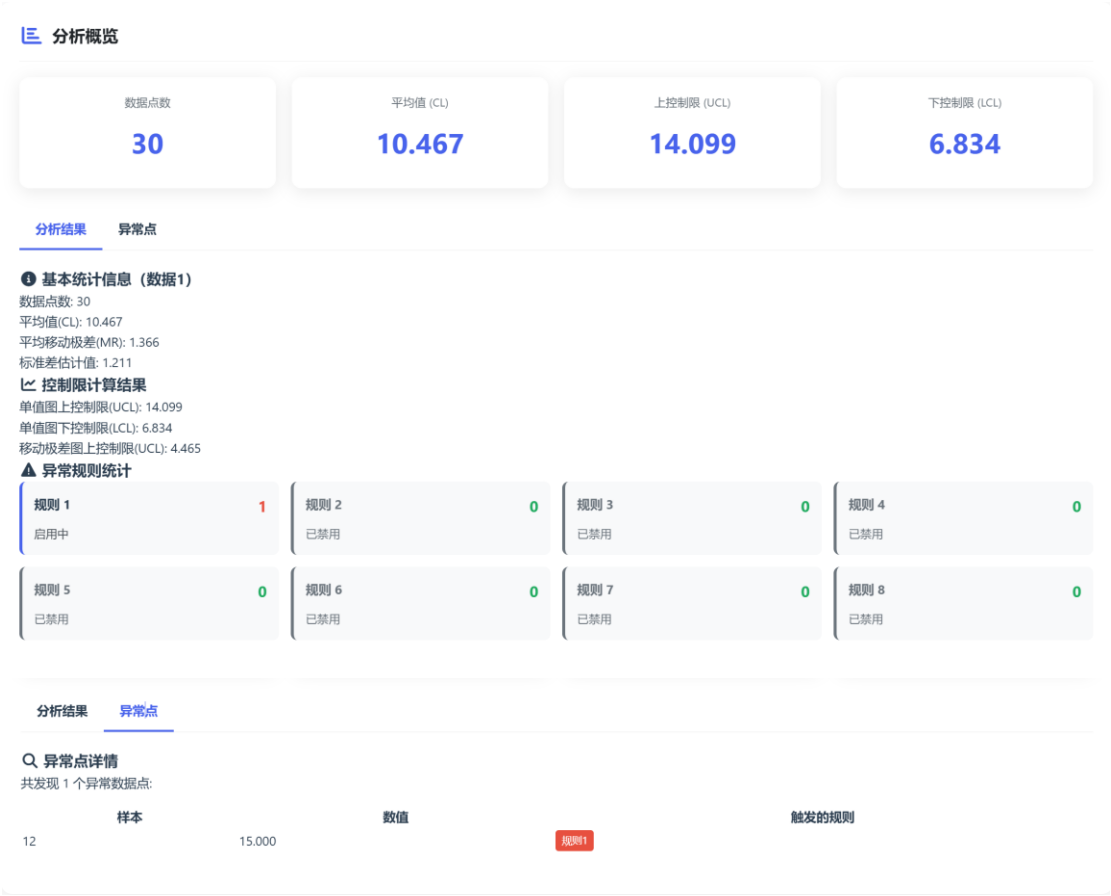 分析概览
数据点数 平均值 (CL) 上控制限 (UCL) 下控制限 (LCL)
30 10.467 14.099 6.834
分析结果 异常点
基本统计信息（数据1）
数据点数: 30
平均值(CL): 10.467
平均移动极差(MR): 1.366
标准差估计值: 1.211
控制限计算结果
单值图上控制限(UCL): 14.099
单值图下控制限(LCL): 6.834
移动极差图上控制限(UCL): 4.465
异常规则统计
规则 1 1 规则 2 0 规则 3 0 规则 4 0
启用中 已禁用 已禁用 已禁用
规则 5 0 规则 6 0 规则 7 0 规则 8 0
已禁用 已禁用 已禁用 已禁用
分析结果 异常点
异常点详情
共发现 1 个异常数据点:
样本 数值 触发的规则
12 15.000 规则1